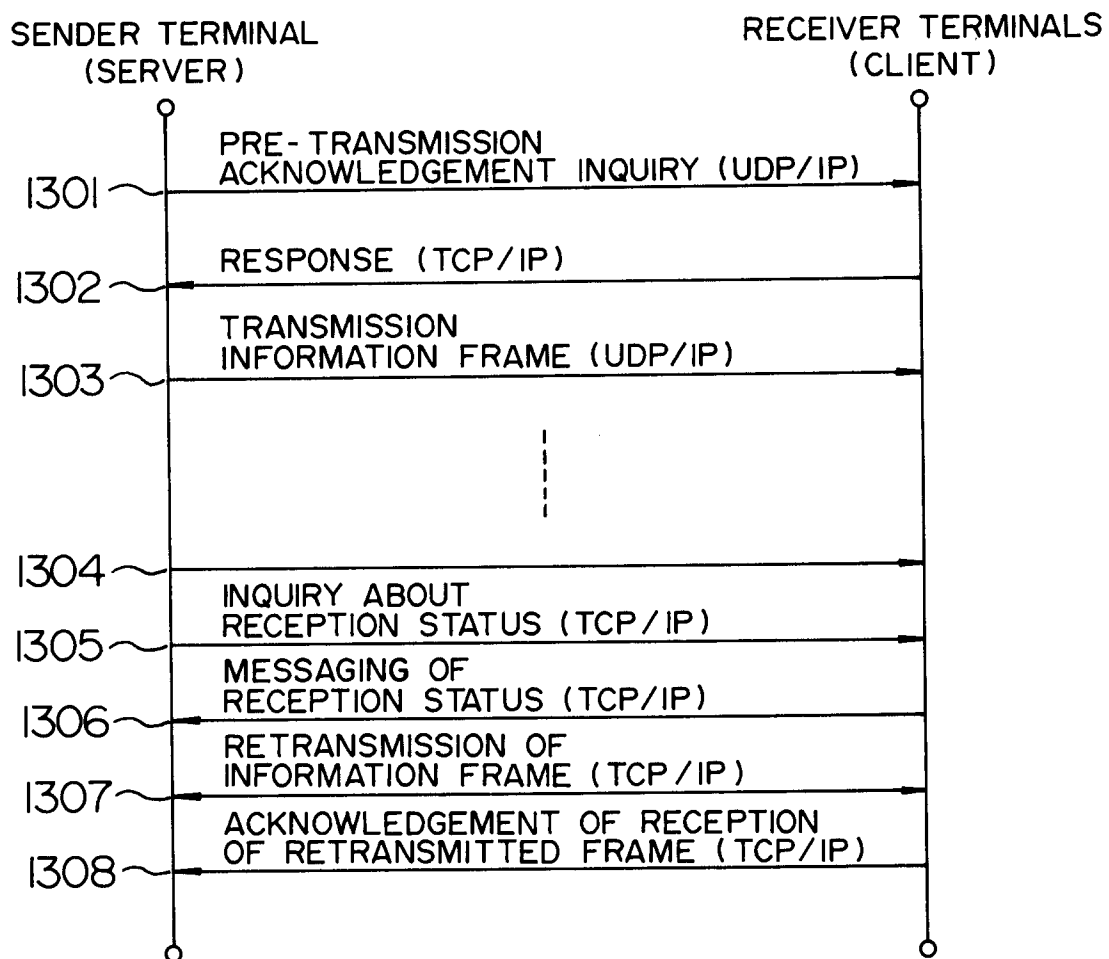 SENDER TERMINAL
(SERVER)
RECEIVER TERMINALS
(CLIENT)
PRE-TRANSMISSION
ACKNOWLEDGEMENT INQUIRY (UDP/IP)
1301
RESPONSE (TCP/IP)
1302
TRANSMISSION
INFORMATION FRAME (UDP/IP)
1303
1304
INQUIRY ABOUT
RECEPTION STATUS (TCP/IP)
1305
MESSAGING OF
RECEPTION STATUS (TCP/IP)
1306
RETRANSMISSION OF
INFORMATION FRAME (TCP/IP)
1307
ACKNOWLEDGEMENT OF RECEPTION
OF RETRANSMITTED FRAME (TCP/IP)
1308